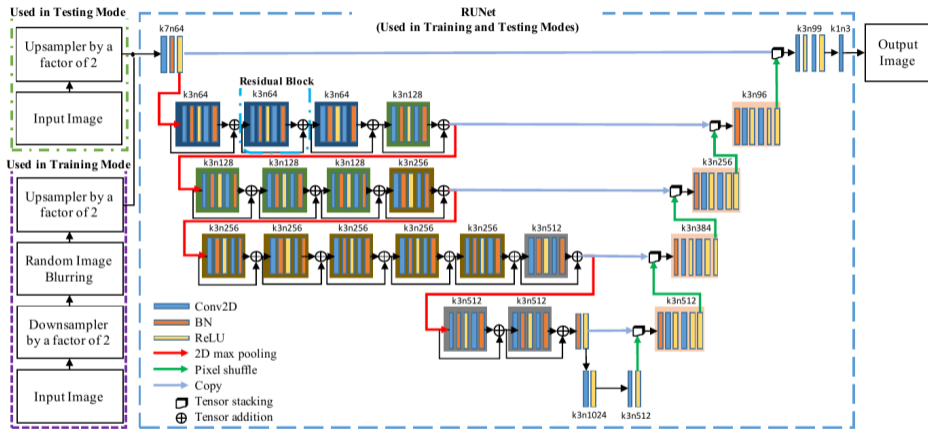 Used in Testing Mode
Upsampler by a
factor of 2
Input Image
Used in Training Mode
Upsampler by a
factor of 2
Random Image
Blurring
Downsampler
by a factor of 2
Input Image
RUNet
(Used in Training and Testing Modes)
k7n64
k3n99
k1n3
Output
Image
Residual Block
k3n64
k3n64
k3n64
k3n128
k3n96
k3n128
k3n128
k3n128
k3n256
k3n256
k3n256
k3n256
k3n256
k3n256
k3n256
k3n512
k3n384
k3n512
k3n512
k3n512
k3n1024
k3n512
Conv2D
BN
ReLU
2D max pooling
Pixel shuffle
Copy
Tensor stacking
Tensor addition